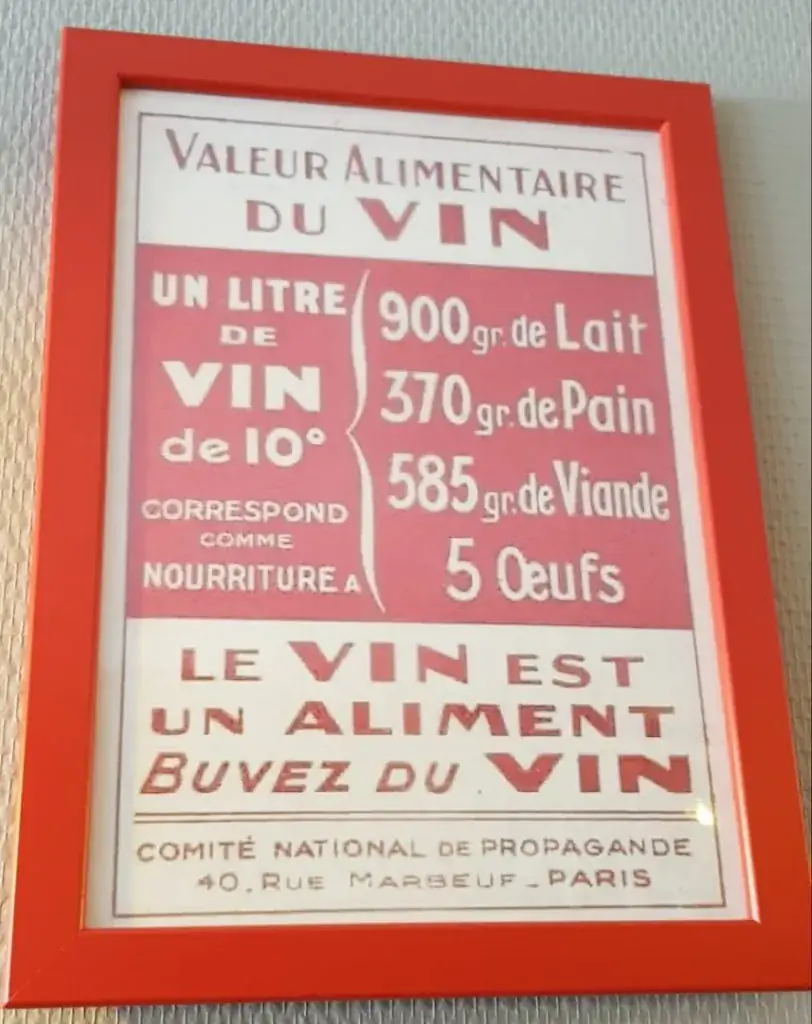 VALEUR ALIMENTAIRE
DU VIN
UN LITRE
DE
VIN
de 10°
CORRESPOND
COMME
NOURRITURE A
900 gr. de Lait
370 gr. de Pain
585 gr. de Viande
5 Œufs
LE VIN EST
UN ALIMENT
BUVEZ DU VIN
COMITÉ NATIONAL DE PROPAGANDE
40, RUE MARBEUF - PARIS